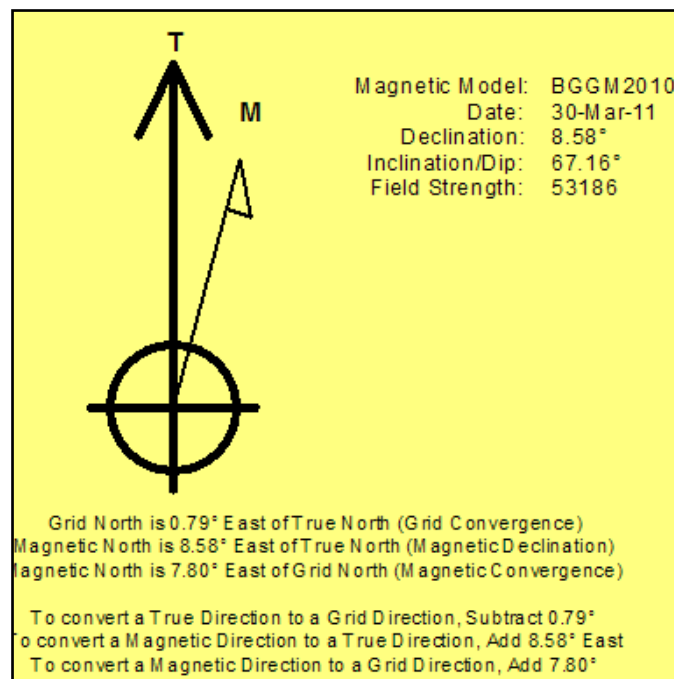 T
M
Magnetic Model: BGGM2010
Date: 30-Mar-11
Declination: 8.58°
Inclination/Dip: 67.16°
Field Strength: 53186
Grid North is 0.79° East of True North (Grid Convergence)
Magnetic North is 8.58° East of True North (Magnetic Declination)
Magnetic North is 7.80° East of Grid North (Magnetic Convergence)
To convert a True Direction to a Grid Direction, Subtract 0.79°
To convert a Magnetic Direction to a True Direction, Add 8.58° East
To convert a Magnetic Direction to a Grid Direction, Add 7.80°